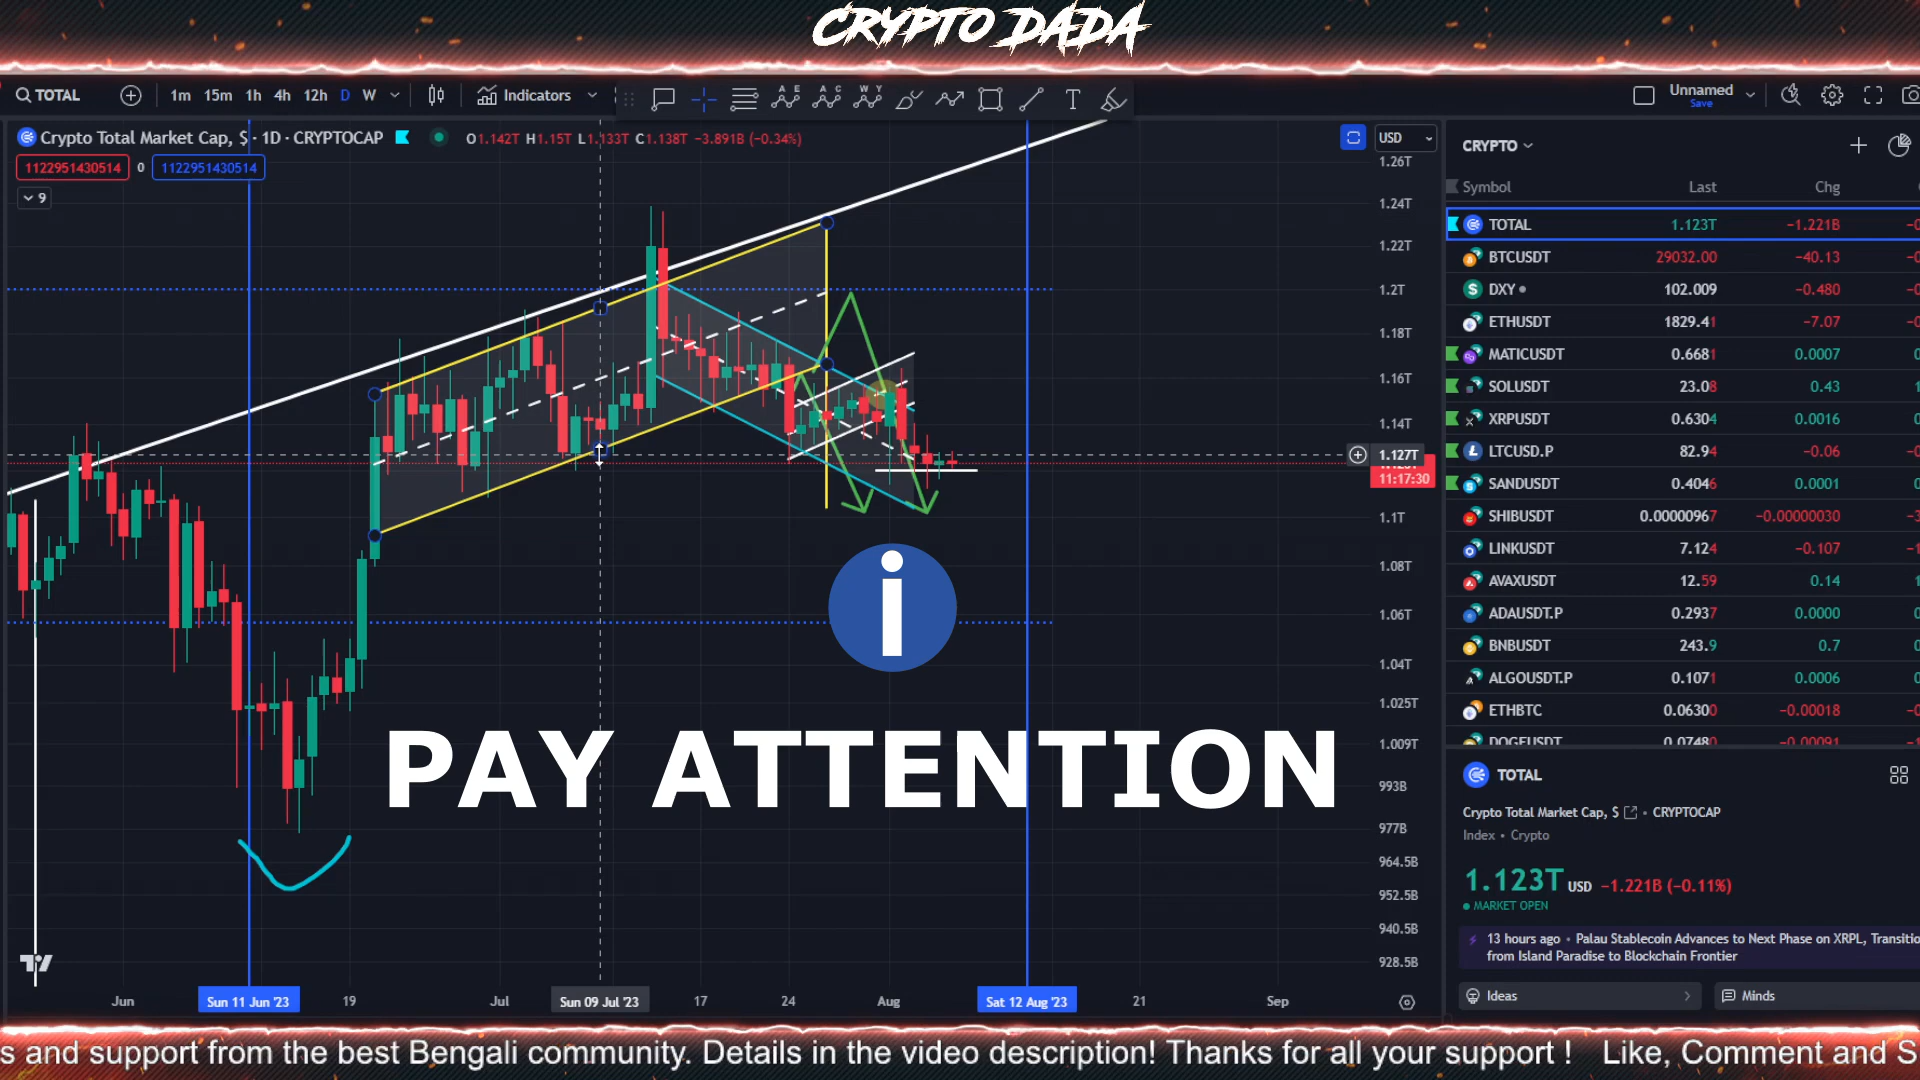 CRYPTO DADA
TOTAL
1m 15m 1h 4h 12h D W
Indicators
A E
A C
W Y
T
Unnamed
Save
Crypto Total Market Cap, $ · 1D · CRYPTOCAP
O1.142T H1.15T L1.133T C1.138T −3.891B (−0.34%)
1122951430514 0 1122951430514
9
USD
1.26T
1.24T
1.22T
1.2T
1.18T
1.16T
1.14T
1.127T
11:17:30
1.1T
1.08T
1.06T
1.04T
1.025T
1.009T
993B
977B
964.5B
952.5B
940.5B
928.5B
i
PAY ATTENTION
Jun Sun 11 Jun '23 19 Jul Sun 09 Jul '23 17 24 Aug Sat 12 Aug '23 21 Sep
CRYPTO
Symbol Last Chg
TOTAL 1.123T −1.221B
BTCUSDT 29032.00 −40.13
DXY 102.009 −0.480
ETHUSDT 1829.41 −7.07
MATICUSDT 0.6681 0.0007
SOLUSDT 23.08 0.43
XRPUSDT 0.6304 0.0016
LTCUSD.P 82.94 −0.06
SANDUSDT 0.4046 0.0001
SHIBUSDT 0.00000967 −0.00000030
LINKUSDT 7.124 −0.107
AVAXUSDT 12.59 0.14
ADAUSDT.P 0.2937 0.0000
BNBUSDT 243.9 0.7
ALGOUSDT.P 0.1071 0.0006
ETHBTC 0.06300 −0.00018
DOGEUSDT 0.07480 −0.00091
TOTAL
Crypto Total Market Cap, $ • CRYPTOCAP
Index • Crypto
1.123T USD −1.221B (−0.11%)
MARKET OPEN
13 hours ago • Palau Stablecoin Advances to Next Phase on XRPL, Transitio
from Island Paradise to Blockchain Frontier
Ideas
Minds
s and support from the best Bengali community. Details in the video description! Thanks for all your support ! Like, Comment and S